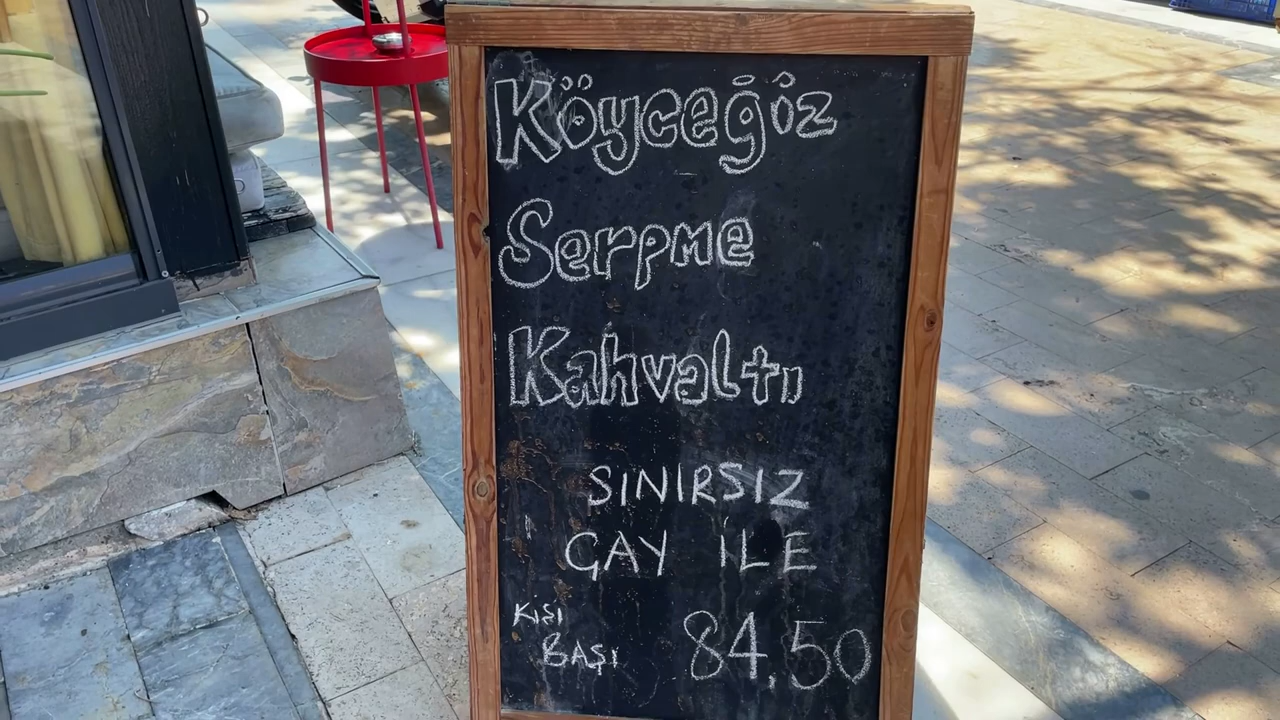 Köyceğiz
Serpme
Kahvaltı
SINIRSIZ
ÇAY İLE
KİŞİ
BAŞI 84,50